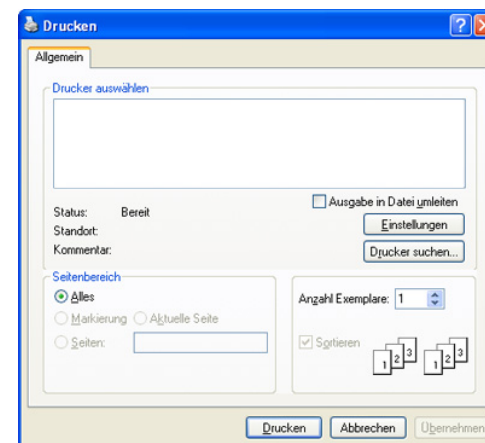 Drucken
Allgemein
Drucker auswählen
Ausgabe in Datei umleiten
Status: Bereit
Einstellungen
Standort:
Kommentar:
Drucker suchen...
Seitenbereich
Alles
Anzahl Exemplare: 1
Markierung Aktuelle Seite
Seiten:
Sortieren
1 2 3 1 2 3
Drucken Abbrechen Übernehmen